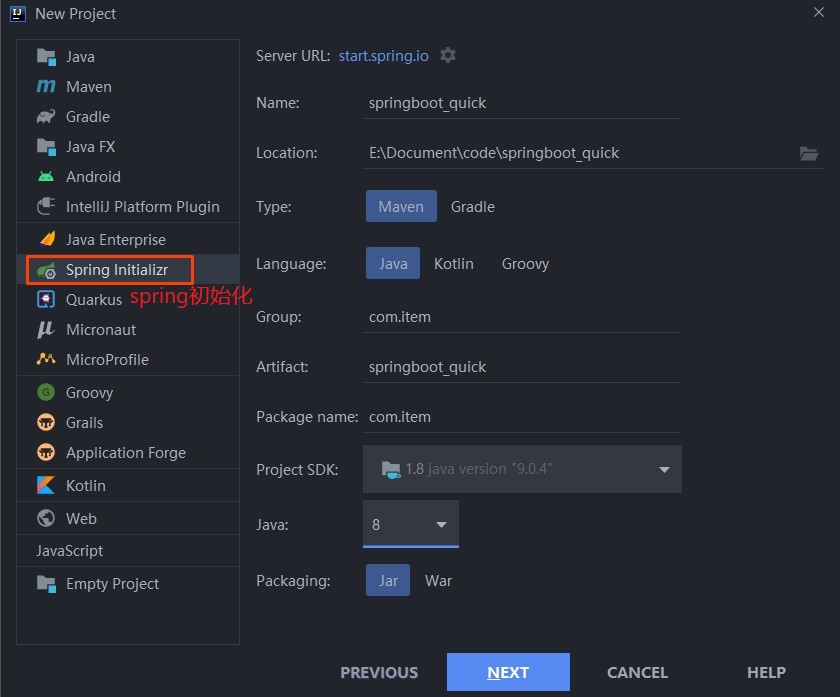 New Project
Java
Maven
Gradle
Java FX
Android
IntelliJ Platform Plugin
Java Enterprise
Spring Initializr
Quarkus
spring初始化
Micronaut
MicroProfile
Groovy
Grails
Application Forge
Kotlin
Web
JavaScript
Empty Project
Server URL: start.spring.io
Name: springboot_quick
Location: E:\Document\code\springboot_quick
Type: Maven Gradle
Language: Java Kotlin Groovy
Group: com.item
Artifact: springboot_quick
Package name: com.item
Project SDK: 1.8 java version "9.0.4"
Java: 8
Packaging: Jar War
PREVIOUS NEXT CANCEL HELP